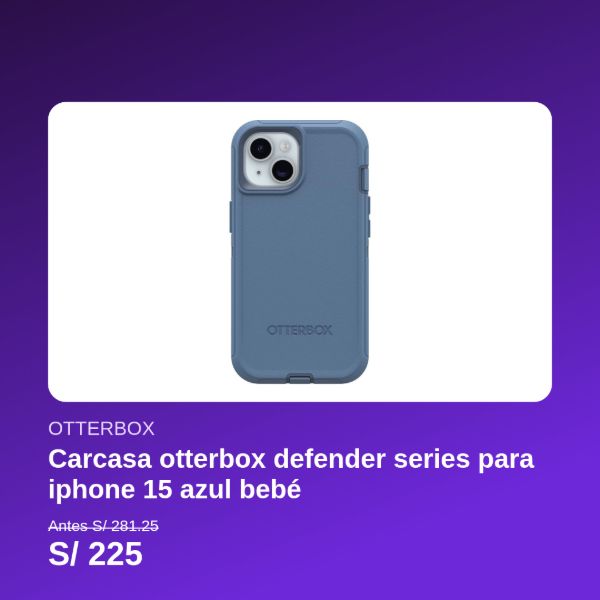 OTTERBOX
OTTERBOX
Carcasa otterbox defender series para
iphone 15 azul bebé
Antes S/ 281.25
S/ 225